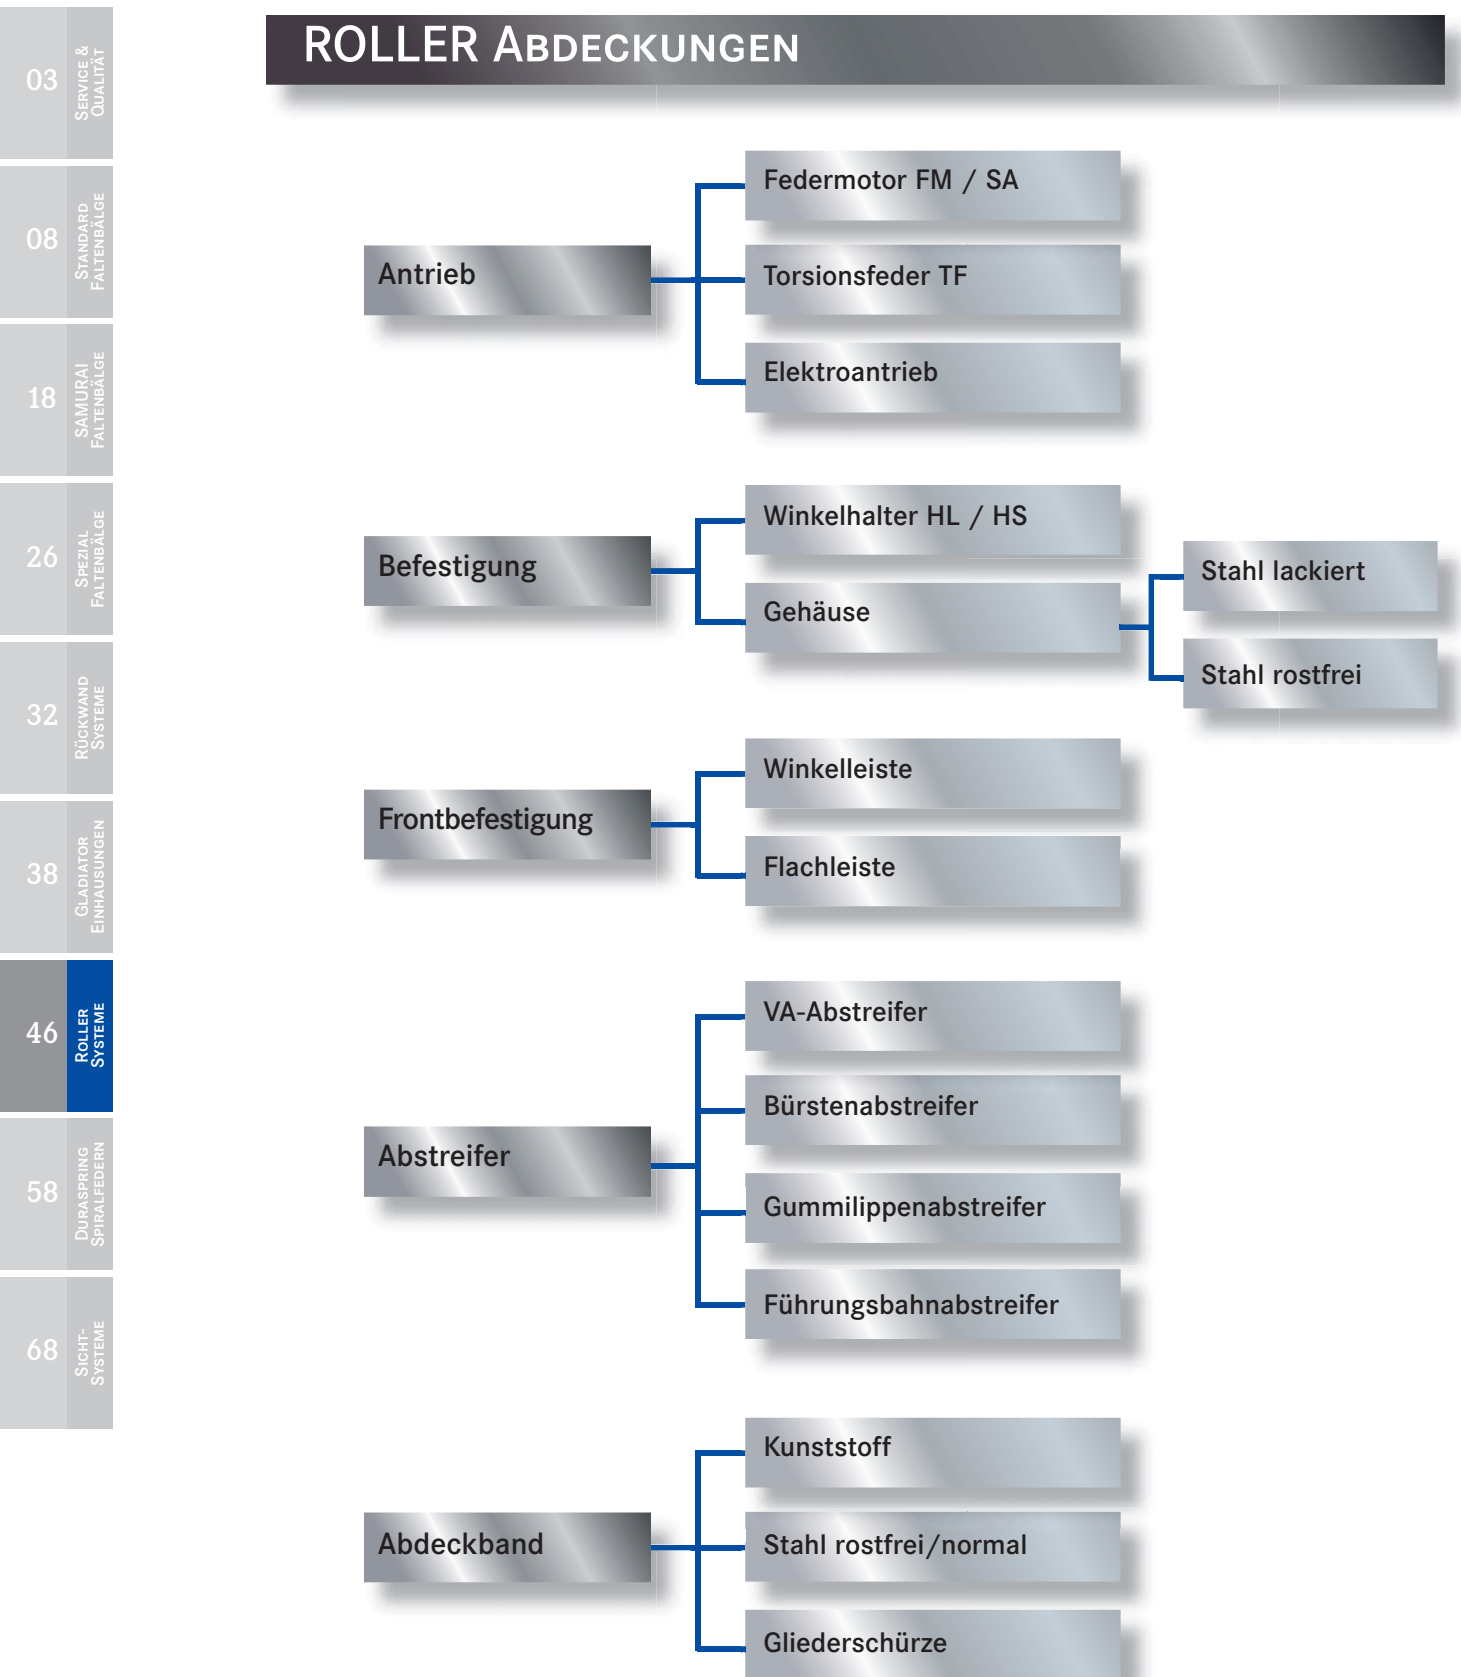 ROLLER ABDECKUNGEN
03
SERVICE &
QUALITÄT
08
STANDARD
FALTENBÄLGE
18
SAMURAI
FALTENBÄLGE
26
SPEZIAL
FALTENBÄLGE
32
RÜCKWAND
SYSTEME
38
GLADIATOR
EINHAUSUNGEN
46
ROLLER
SYSTEME
58
DURASPRING
SPIRALFEDERN
68
SICHT-
SYSTEME
Antrieb
Federmotor FM / SA
Torsionsfeder TF
Elektroantrieb
Befestigung
Winkelhalter HL / HS
Gehäuse
Stahl lackiert
Stahl rostfrei
Frontbefestigung
Winkelleiste
Flachleiste
Abstreifer
VA-Abstreifer
Bürstenabstreifer
Gummilippenabstreifer
Führungsbahnabstreifer
Abdeckband
Kunststoff
Stahl rostfrei/normal
Gliederschürze